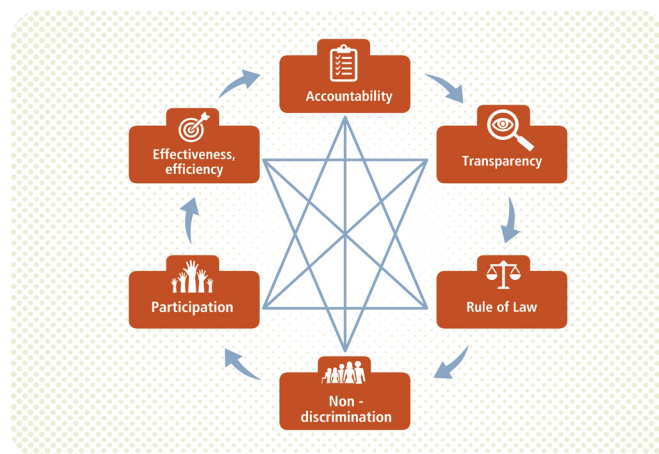 Accountability
Transparency
Rule of Law
Non -
discrimination
Participation
Effectiveness,
efficiency